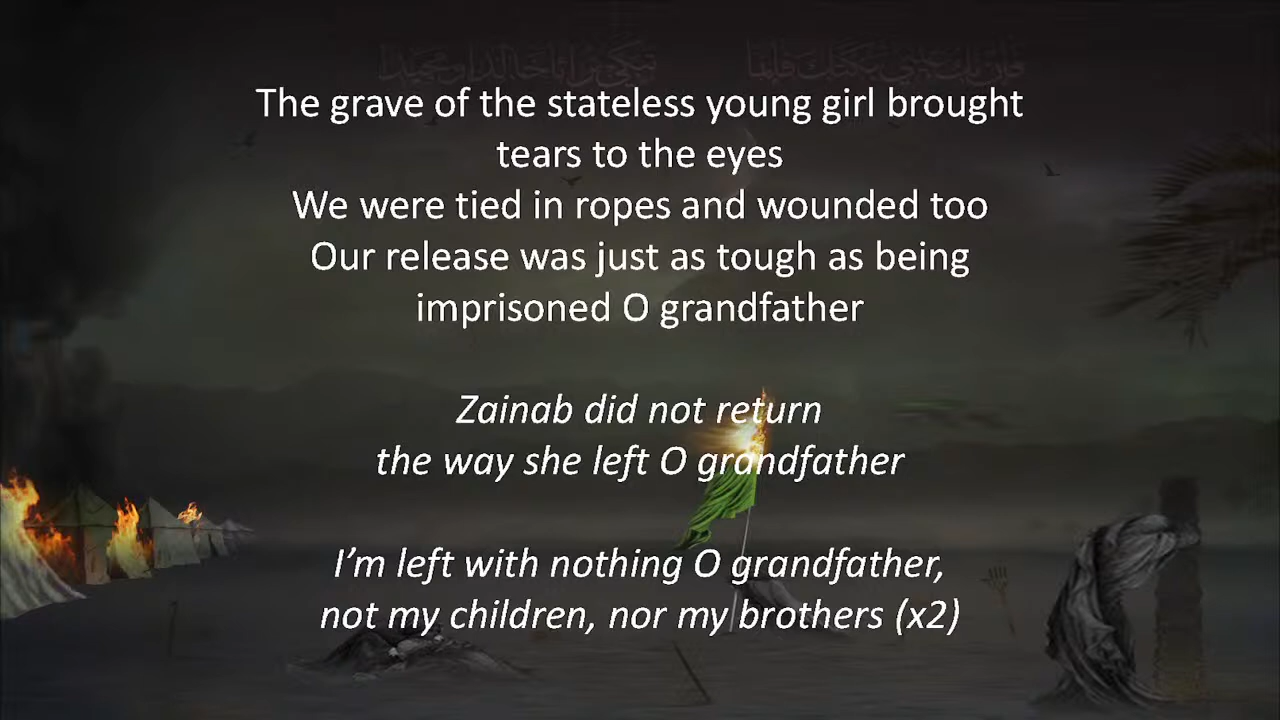 The grave of the stateless young girl brought
tears to the eyes
We were tied in ropes and wounded too
Our release was just as tough as being
imprisoned O grandfather
Zainab did not return
the way she left O grandfather
I’m left with nothing O grandfather,
not my children, nor my brothers (x2)